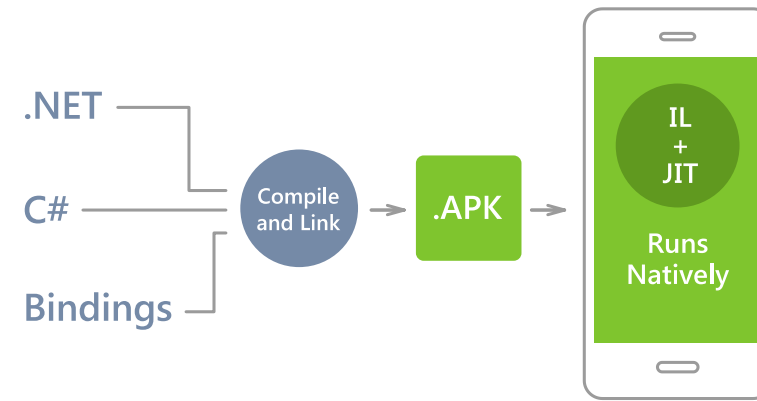 .NET
C#
Bindings
Compile
and Link
.APK
IL
+
JIT
Runs
Natively